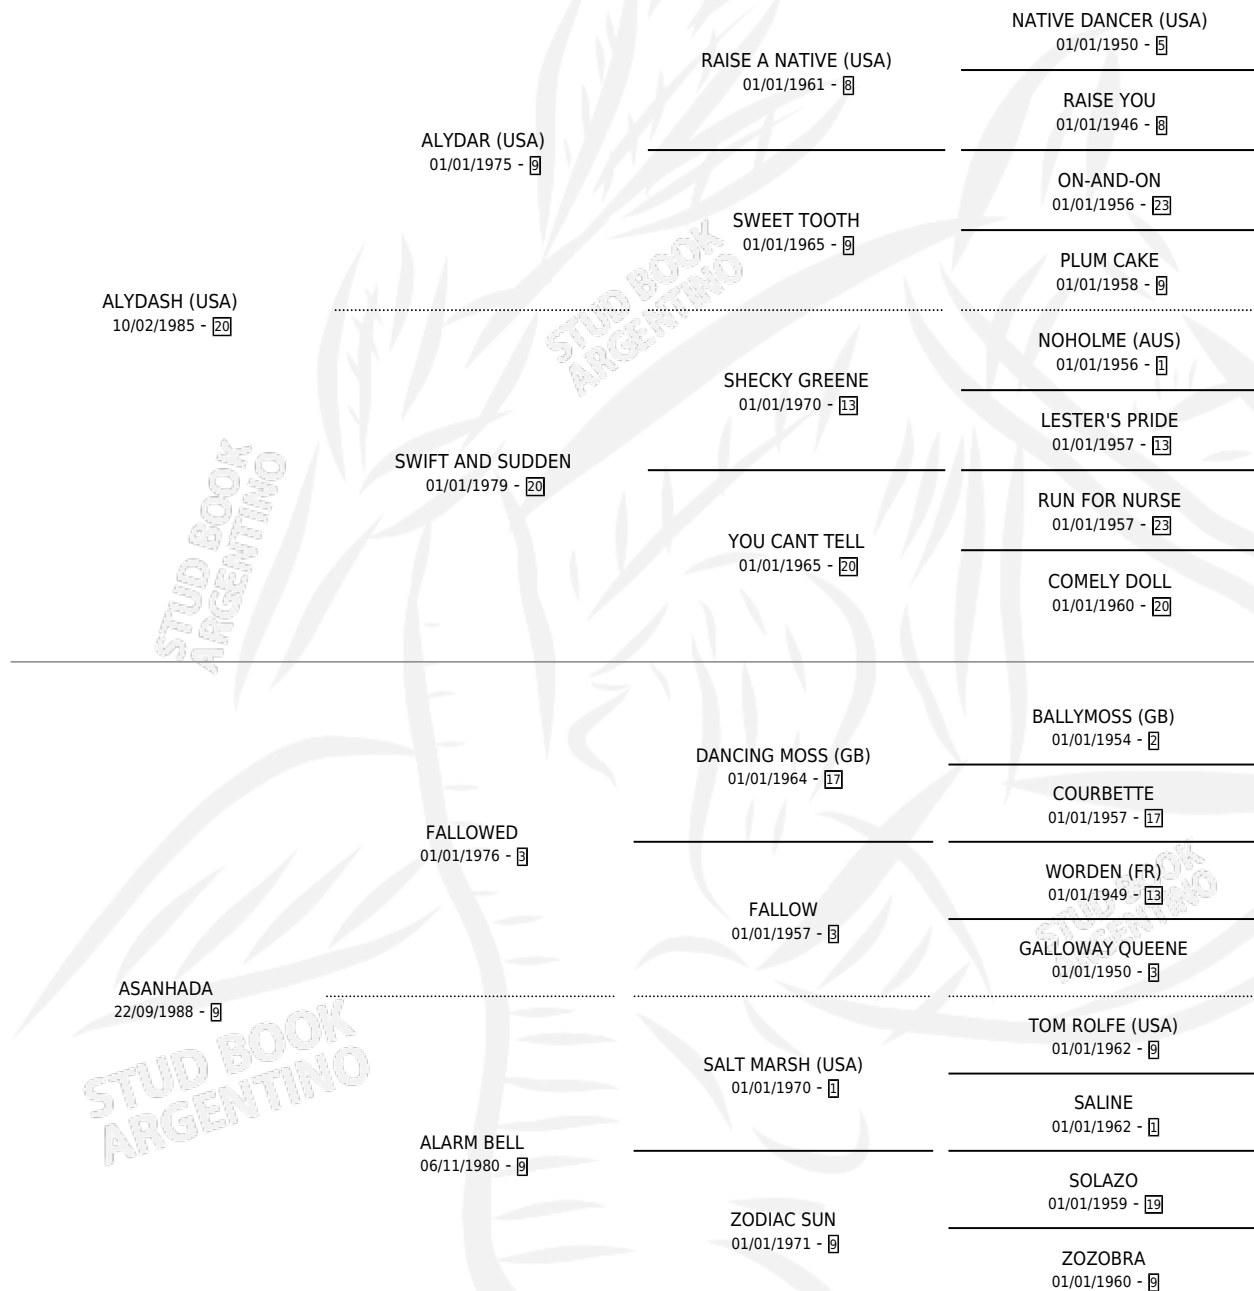 NATIVE DANCER (USA)
01/01/1950 - 5
RAISE A NATIVE (USA)
01/01/1961 - 8
RAISE YOU
01/01/1946 - 8
ALYDAR (USA)
01/01/1975 - 9
ON-AND-ON
01/01/1956 - 23
SWEET TOOTH
01/01/1965 - 9
PLUM CAKE
01/01/1958 - 9
ALYDASH (USA)
10/02/1985 - 20
STUD BOOK
ARGENTINO
NOHOLME (AUS)
01/01/1956 - 1
SHECKY GREENE
01/01/1970 - 13
LESTER'S PRIDE
01/01/1957 - 13
SWIFT AND SUDDEN
01/01/1979 - 20
STUD BOOK
ARGENTINO
RUN FOR NURSE
01/01/1957 - 23
YOU CANT TELL
01/01/1965 - 20
COMELY DOLL
01/01/1960 - 20
BALLYMOSS (GB)
01/01/1954 - 2
DANCING MOSS (GB)
01/01/1964 - 17
COURBETTE
01/01/1957 - 17
FALLOWED
01/01/1976 - 3
WORDEN (FR)
01/01/1949 - 13
STUD BOOK
ARGENTINO
FALLOW
01/01/1957 - 3
GALLOWAY QUEENE
01/01/1950 - 3
ASANHADA
22/09/1988 - 9
STUD BOOK
ARGENTINO
TOM ROLFE (USA)
01/01/1962 - 9
SALT MARSH (USA)
01/01/1970 - 1
SALINE
01/01/1962 - 1
ALARM BELL
06/11/1980 - 9
SOLAZO
01/01/1959 - 19
ZODIAC SUN
01/01/1971 - 9
ZOZOBRA
01/01/1960 - 9